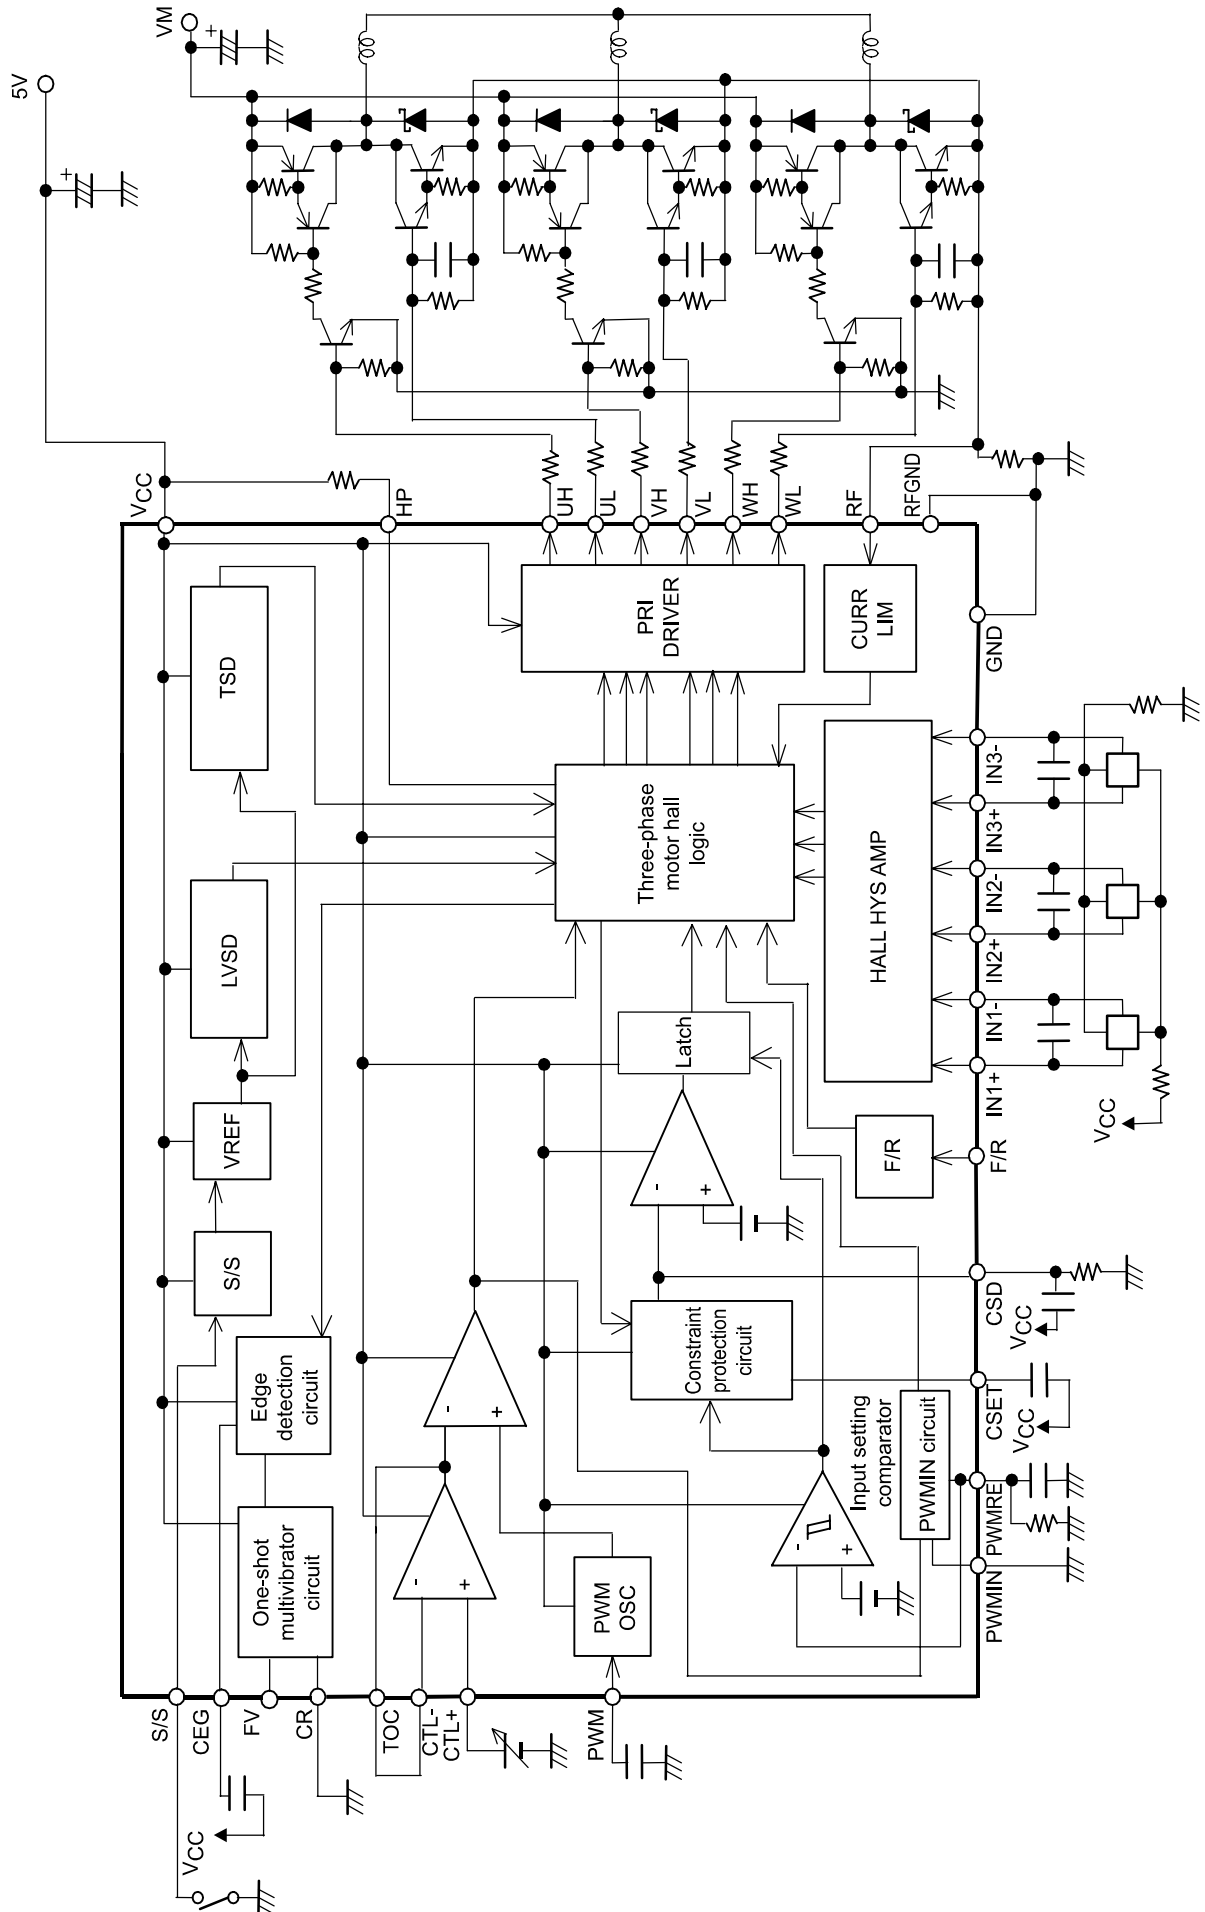 VM
+
5V
+
VCC
HP
UH
UL
VH
VL
WH
WL
RF
RFGND
TSD
PRI
DRIVER
CURR
LIM
GND
LVSD
Three-phase
motor hall
logic
HALL HYS AMP
IN3-
IN3+
IN2-
IN2+
IN1-
IN1+
VCC
VREF
Latch
-
+
F/R
F/R
S/S
Edge
detection
circuit
-
+
Constraint
protection
circuit
CSD
VCC
CSET
VCC
One-shot
multivibrator
circuit
-
+
PWM
OSC
Input setting
comparator
-
+
PWMIN circuit
PWMRE
PWMIN
S/S
CEG
FV
CR
TOC
CTL-
CTL+
PWM
VCC